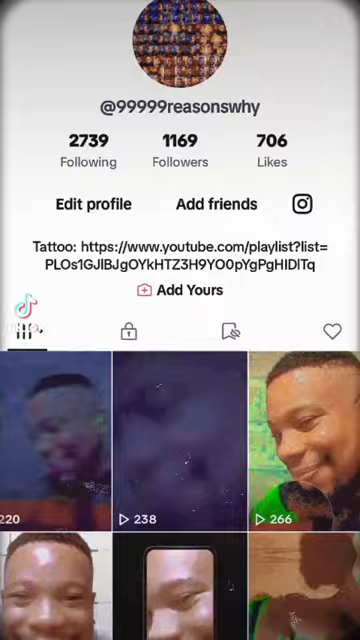 @99999reasonswhy
2739 1169 706
Following Followers Likes
Edit profile Add friends
Tattoo: https://www.youtube.com/playlist?list=
PLOs1GJlBJgOYkHTZ3H9YO0pYgPgHIDlTq
Add Yours
220 238 266